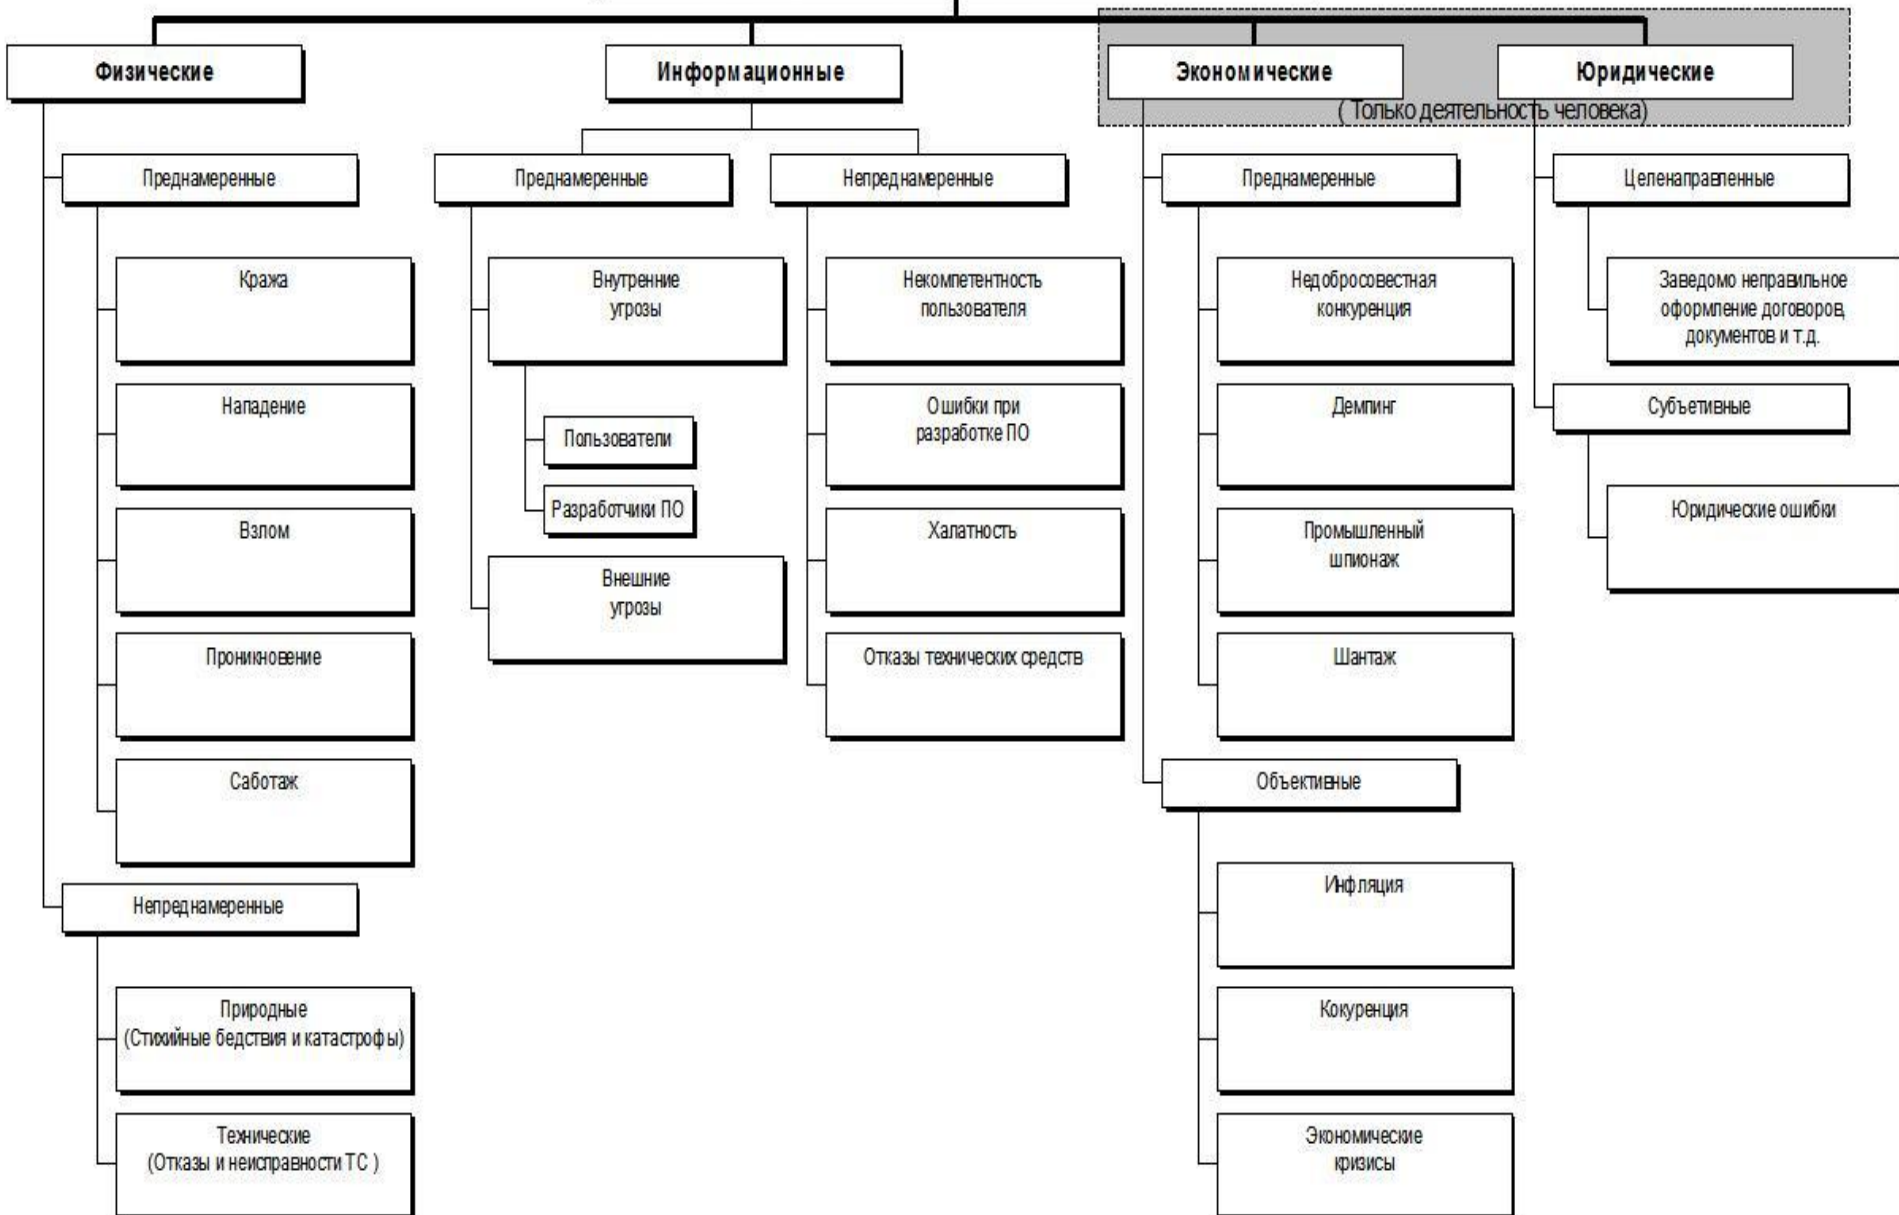 Физические
Информационные
Экономические
Юридические
( Только деятельность человека)
Преднамеренные
Преднамеренные
Непреднамеренные
Преднамеренные
Целенаправленные
Кража
Внутренние
угрозы
Некомпетентность
пользователя
Недобросовестная
конкуренция
Заведомо неправильное
оформление договоров,
документов и т.д.
Нападение
Пользователи
Ошибки при
разработке ПО
Демпинг
Субъетивные
Разработчики ПО
Взлом
Халатность
Промышленный
шпионаж
Юридические ошибки
Внешние
угрозы
Проникновение
Отказы технических средств
Шантаж
Саботаж
Объективные
Непреднамеренные
Инфляция
Природные
(Стихийные бедствия и катастрофы)
Кокуренция
Технические
(Отказы и неисправности ТС )
Экономические
кризисы